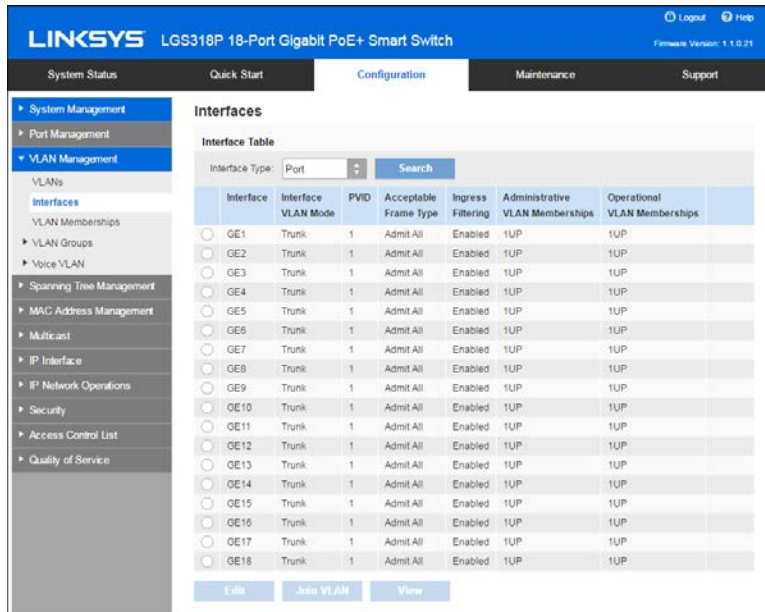 Logout Help
LINKSYS LGS318P 18-Port Gigabit PoE+ Smart Switch
Firmware Version: 1.1.0.21
System Status Quick Start Configuration Maintenance Support
System Management
Port Management
VLAN Management
VLANs
Interfaces
VLAN Memberships
VLAN Groups
Voice VLAN
Spanning Tree Management
MAC Address Management
Multicast
IP Interface
IP Network Operations
Security
Access Control List
Quality of Service
Interfaces
Interface Table
Interface Type: Port Search
Interface Interface VLAN Mode PVID Acceptable Frame Type Ingress Filtering Administrative VLAN Memberships Operational VLAN Memberships
GE1 Trunk 1 Admit All Enabled 1UP 1UP
GE2 Trunk 1 Admit All Enabled 1UP 1UP
GE3 Trunk 1 Admit All Enabled 1UP 1UP
GE4 Trunk 1 Admit All Enabled 1UP 1UP
GE5 Trunk 1 Admit All Enabled 1UP 1UP
GE6 Trunk 1 Admit All Enabled 1UP 1UP
GE7 Trunk 1 Admit All Enabled 1UP 1UP
GE8 Trunk 1 Admit All Enabled 1UP 1UP
GE9 Trunk 1 Admit All Enabled 1UP 1UP
GE10 Trunk 1 Admit All Enabled 1UP 1UP
GE11 Trunk 1 Admit All Enabled 1UP 1UP
GE12 Trunk 1 Admit All Enabled 1UP 1UP
GE13 Trunk 1 Admit All Enabled 1UP 1UP
GE14 Trunk 1 Admit All Enabled 1UP 1UP
GE15 Trunk 1 Admit All Enabled 1UP 1UP
GE16 Trunk 1 Admit All Enabled 1UP 1UP
GE17 Trunk 1 Admit All Enabled 1UP 1UP
GE18 Trunk 1 Admit All Enabled 1UP 1UP
Edit Join VLAN View